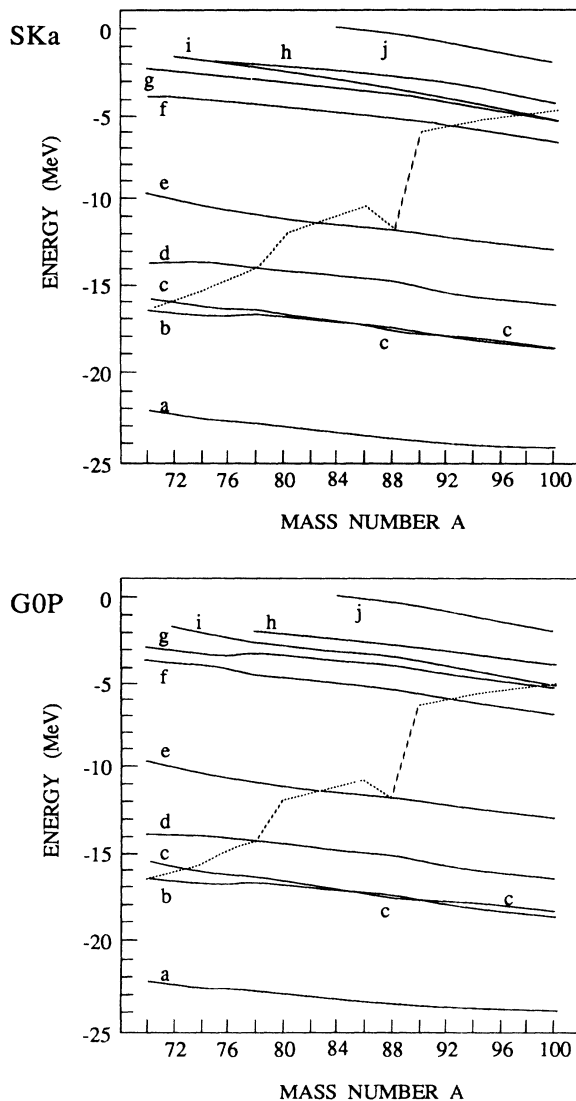 SKa
0
-5
-10
-15
-20
-25
ENERGY (MeV)
i
h
j
g
f
e
d
c
b
c
c
a
72 76 80 84 88 92 96 100
MASS NUMBER A
G0P
0
-5
-10
-15
-20
-25
ENERGY (MeV)
i
h
j
g
f
e
d
c
b
c
c
a
72 76 80 84 88 92 96 100
MASS NUMBER A